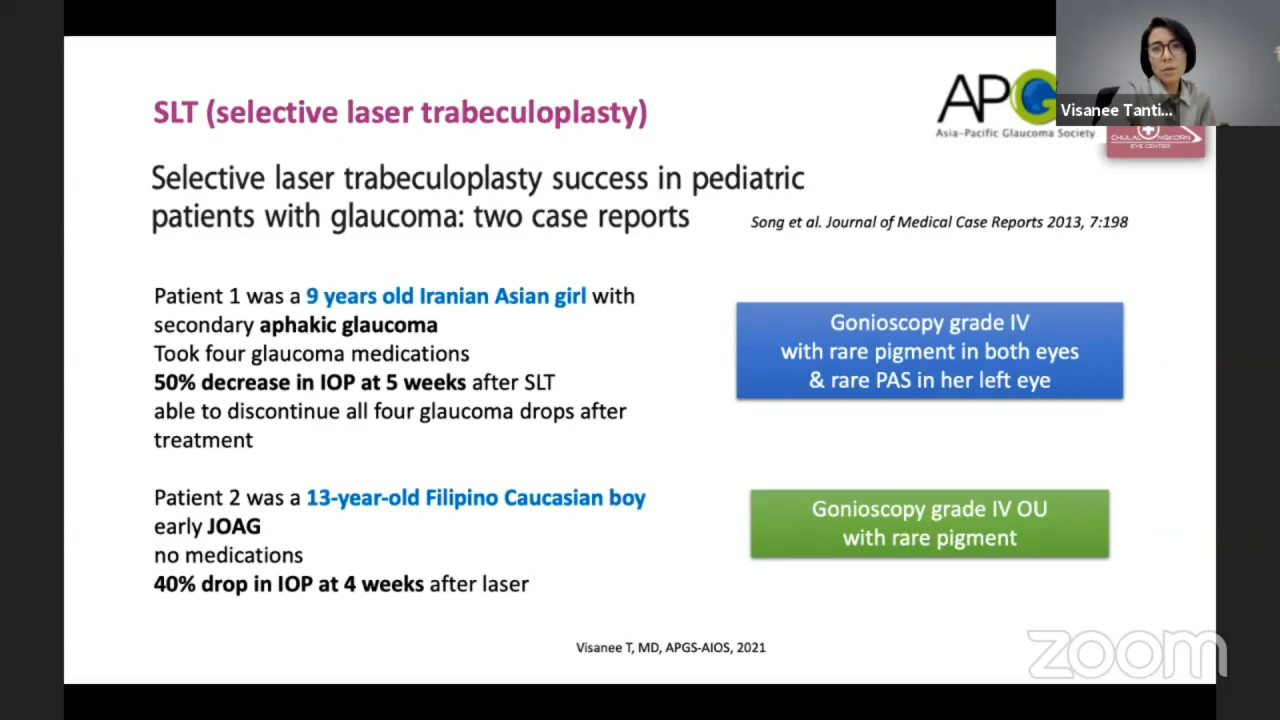 SLT (selective laser trabeculoplasty)
AP
Asia-Pacific Glaucoma Society
Visanee Tanti...
CHULALONGKORN
EYE CENTER
Selective laser trabeculoplasty success in pediatric
patients with glaucoma: two case reports
Song et al. Journal of Medical Case Reports 2013, 7:198
Patient 1 was a 9 years old Iranian Asian girl with
secondary aphakic glaucoma
Took four glaucoma medications
50% decrease in IOP at 5 weeks after SLT
able to discontinue all four glaucoma drops after
treatment
Gonioscopy grade IV
with rare pigment in both eyes
& rare PAS in her left eye
Patient 2 was a 13-year-old Filipino Caucasian boy
early JOAG
no medications
40% drop in IOP at 4 weeks after laser
Gonioscopy grade IV OU
with rare pigment
Visanee T, MD, APGS-AIOS, 2021
zoom